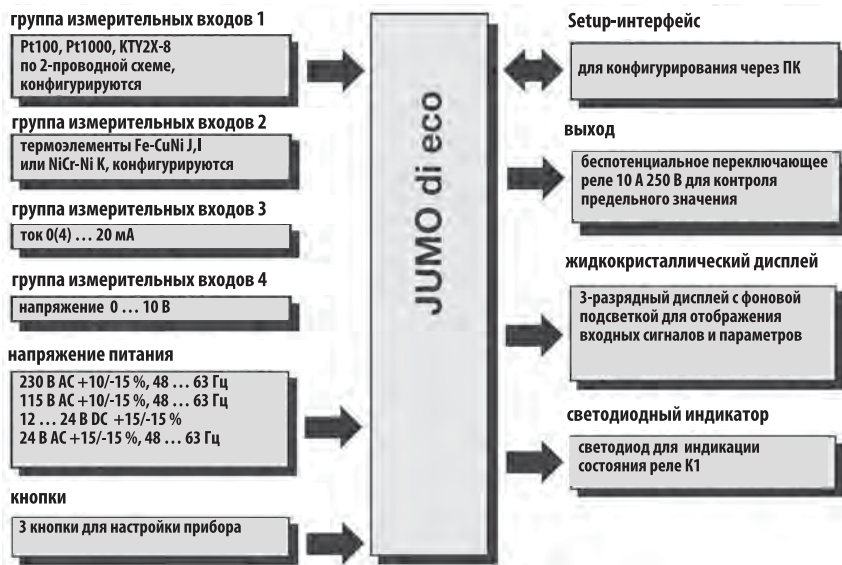 группа измерительных входов 1
Pt100, Pt1000, KTY2X-8
по 2-проводной схеме,
конфигурируются
группа измерительных входов 2
термоэлементы Fe-CuNi J,l
или NiCr-Ni K, конфигурируются
группа измерительных входов 3
ток 0(4) ... 20 мА
группа измерительных входов 4
напряжение 0 ... 10 В
напряжение питания
230 В AC +10/-15 %, 48 ... 63 Гц
115 В AC +10/-15 %, 48 ... 63 Гц
12 ... 24 В DC +15/-15 %
24 В AC +15/-15 %, 48 ... 63 Гц
кнопки
3 кнопки для настройки прибора
JUMO di eco
Setup-интерфейс
для конфигурирования через ПК
выход
беспотенциальное переключающее
реле 10 А 250 В для контроля
предельного значения
жидкокристаллический дисплей
3-разрядный дисплей с фоновой
подсветкой для отображения
входных сигналов и параметров
светодиодный индикатор
светодиод для индикации
состояния реле К1